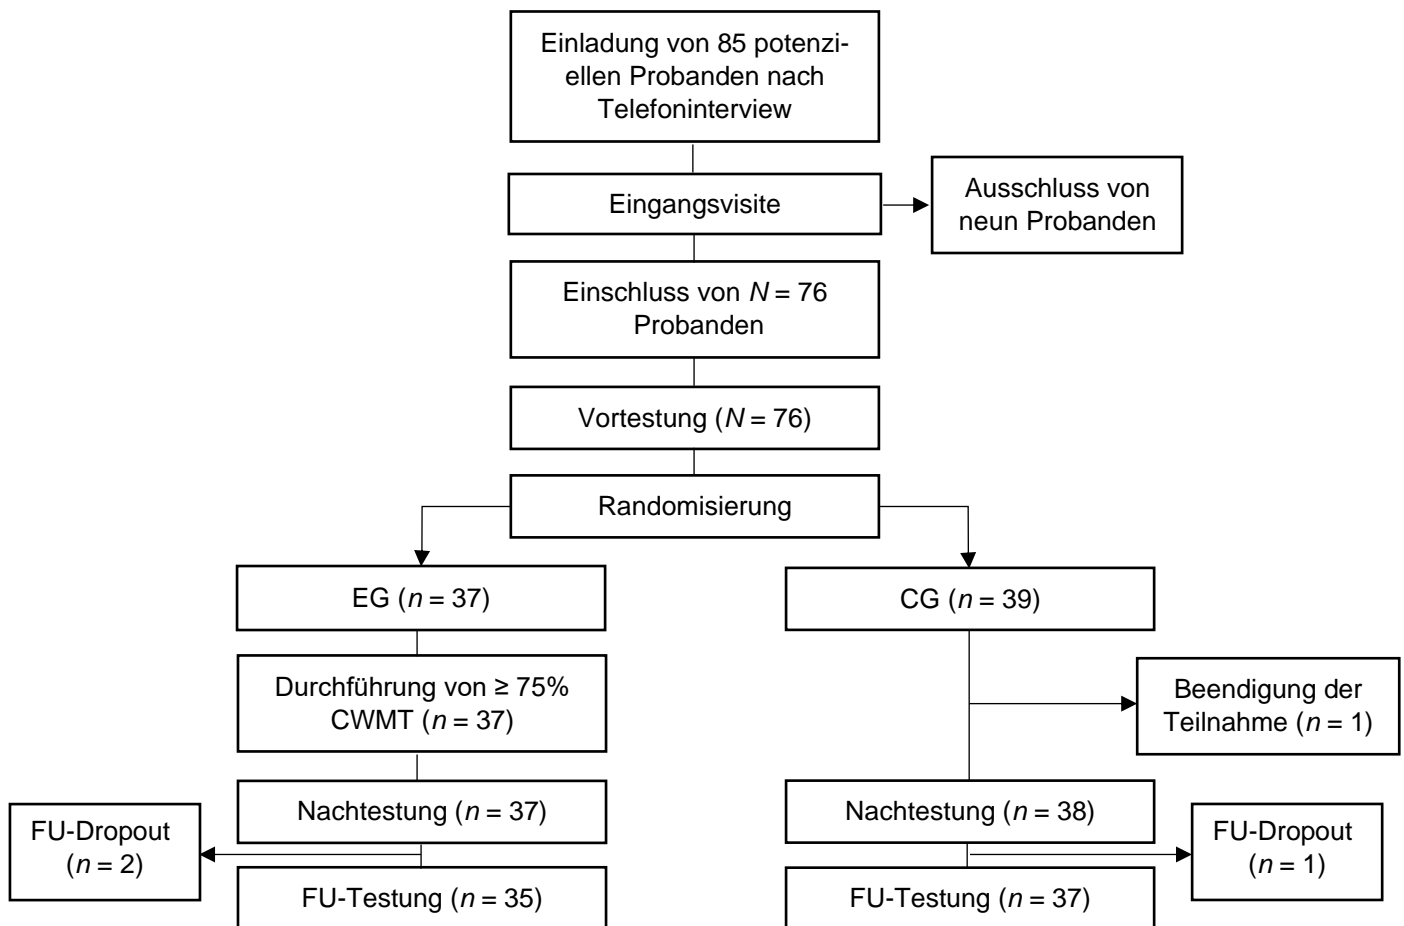 Einladung von 85 potenzi-
ellen Probanden nach
Telefoninterview
Eingangsvisite
Ausschluss von
neun Probanden
Einschluss von N = 76
Probanden
Vortestung (N = 76)
Randomisierung
EG (n = 37)
CG (n = 39)
Durchführung von ≥ 75%
CWMT (n = 37)
Beendigung der
Teilnahme (n = 1)
Nachtestung (n = 37)
Nachtestung (n = 38)
FU-Dropout
(n = 2)
FU-Dropout
(n = 1)
FU-Testung (n = 35)
FU-Testung (n = 37)